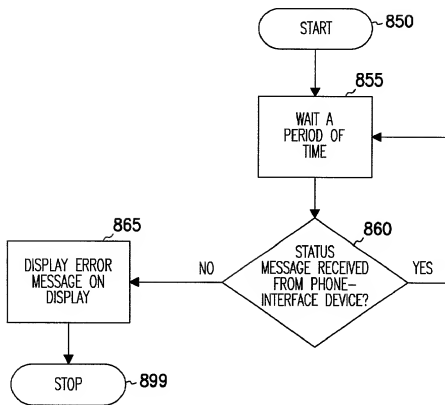 START
850
855
WAIT A
PERIOD OF
TIME
860
STATUS
MESSAGE RECEIVED
FROM PHONE-
INTERFACE DEVICE?
NO
YES
865
DISPLAY ERROR
MESSAGE ON
DISPLAY
STOP
899